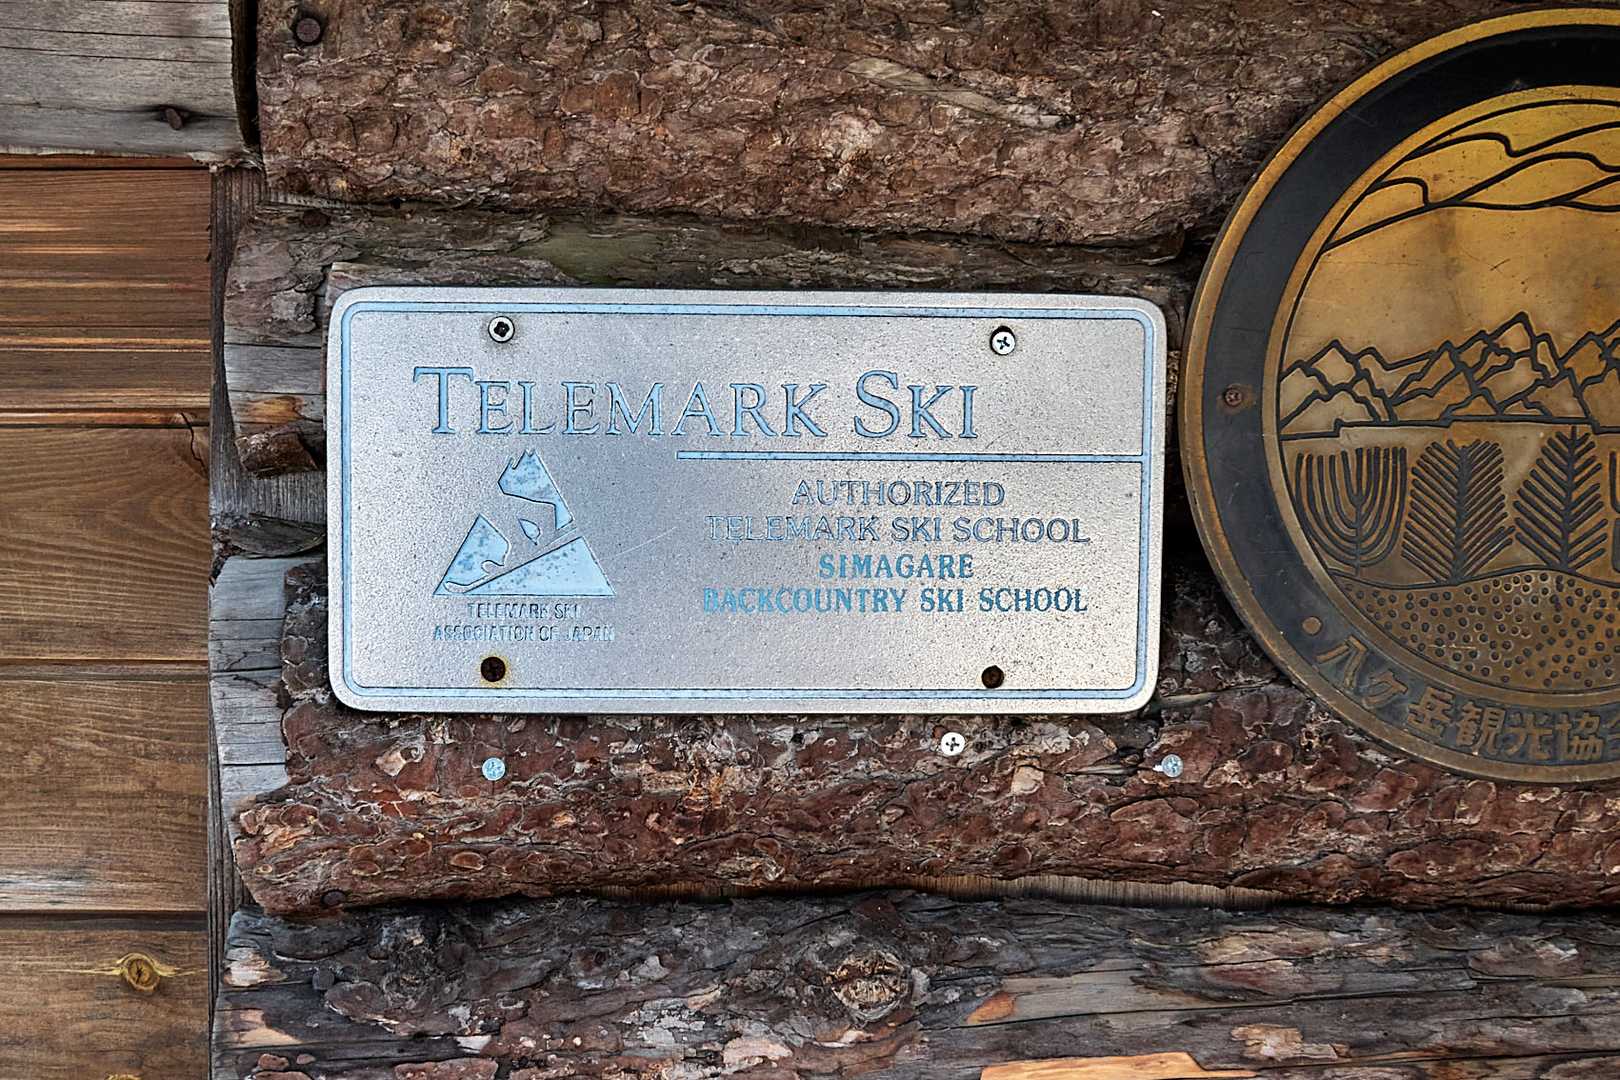 TELEMARK SKI
AUTHORIZED
TELEMARK SKI SCHOOL
SIMAGARE
BACKCOUNTRY SKI SCHOOL
TELEMARK SKI
ASSOCIATION OF JAPAN
八ケ岳観光協